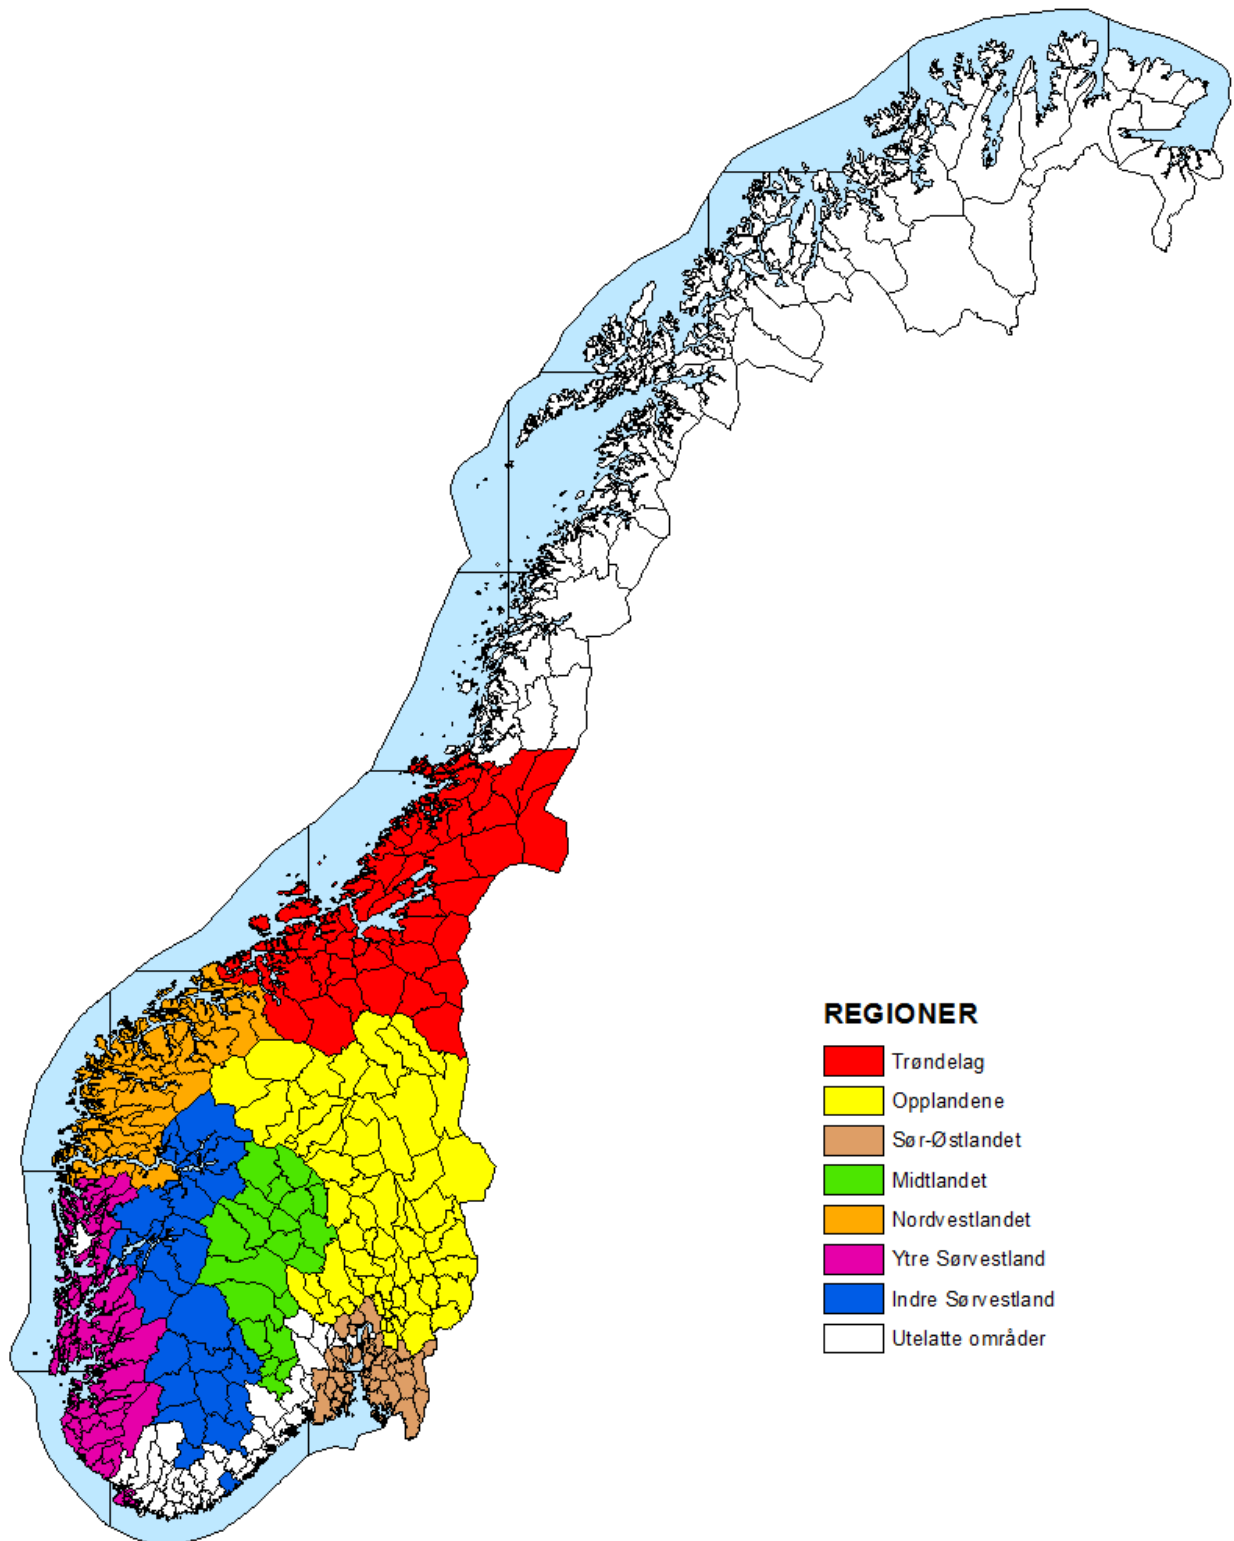 REGIONER
Trøndelag
Opplandene
Sør-Østlandet
Midtlandet
Nordvestlandet
Ytre Sørvestland
Indre Sørvestland
Utelatte områder